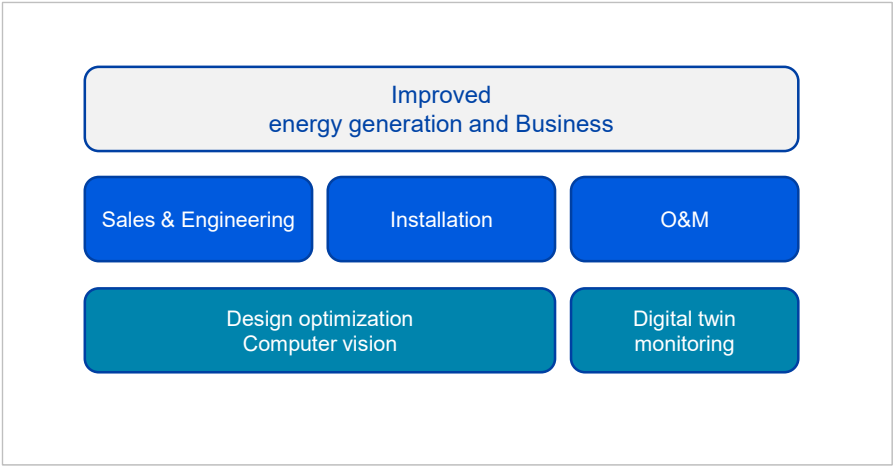 Improved
energy generation and Business
Sales & Engineering
Installation
O&M
Design optimization
Computer vision
Digital twin
monitoring